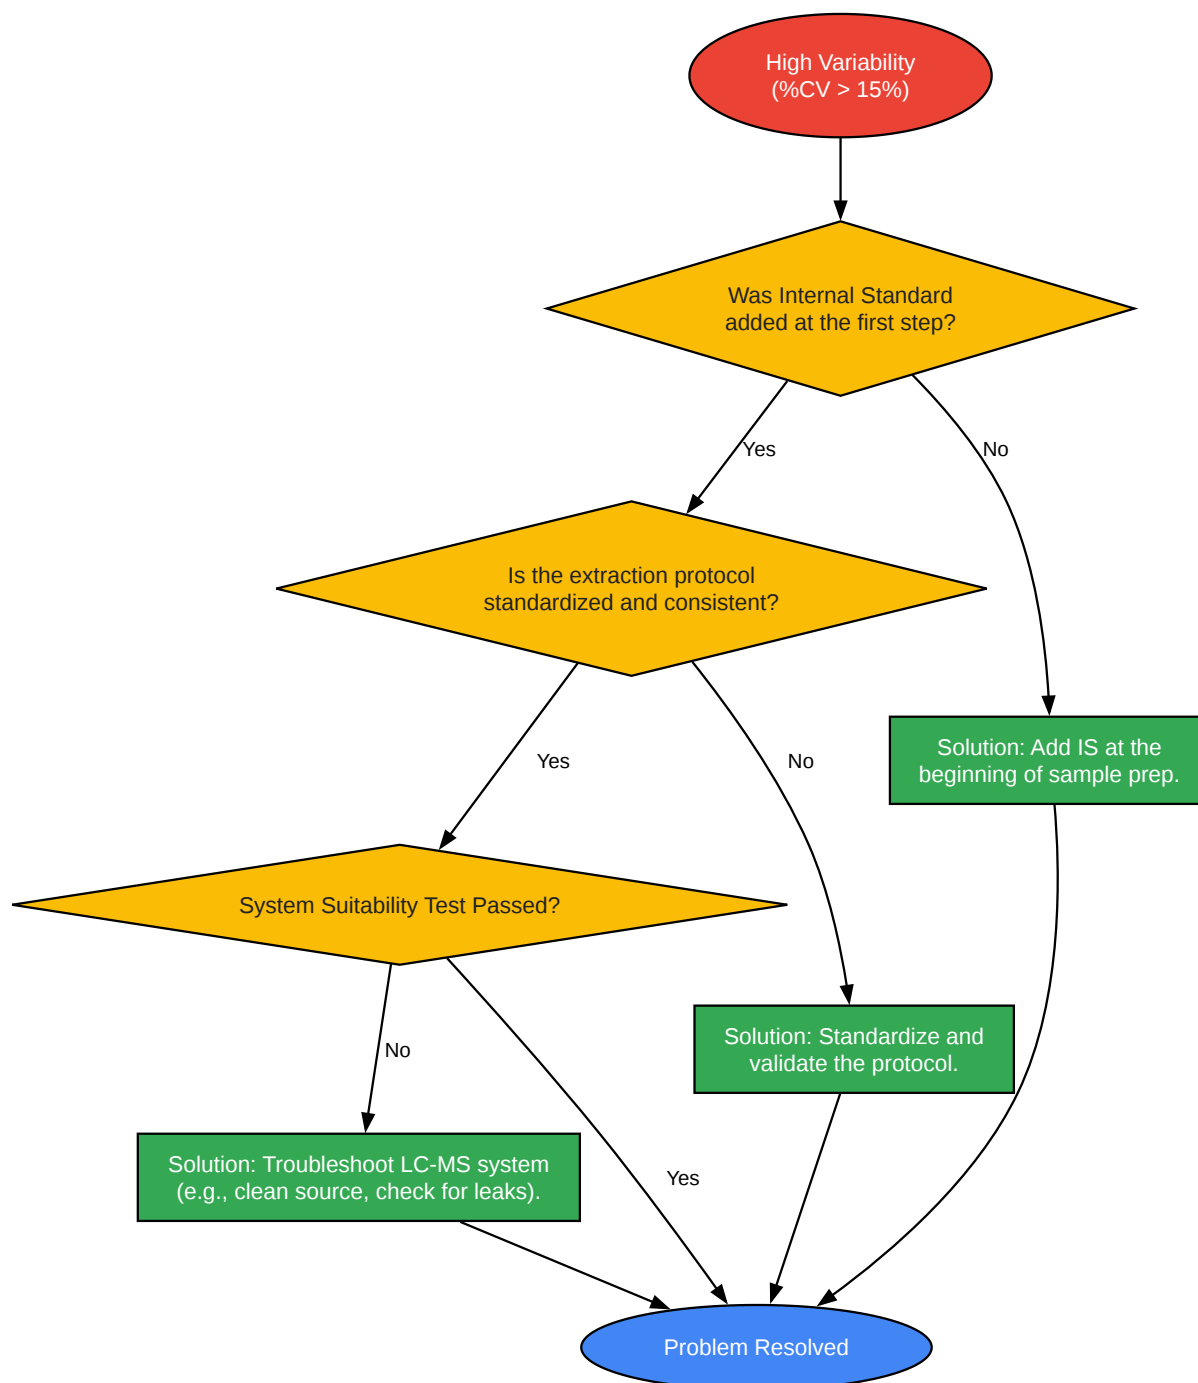 High Variability
(%CV > 15%)
Was Internal Standard
added at the first step?
Yes
No
Is the extraction protocol
standardized and consistent?
Solution: Add IS at the
beginning of sample prep.
Yes
No
System Suitability Test Passed?
Solution: Standardize and
validate the protocol.
No
Solution: Troubleshoot LC-MS system
(e.g., clean source, check for leaks).
Yes
Problem Resolved